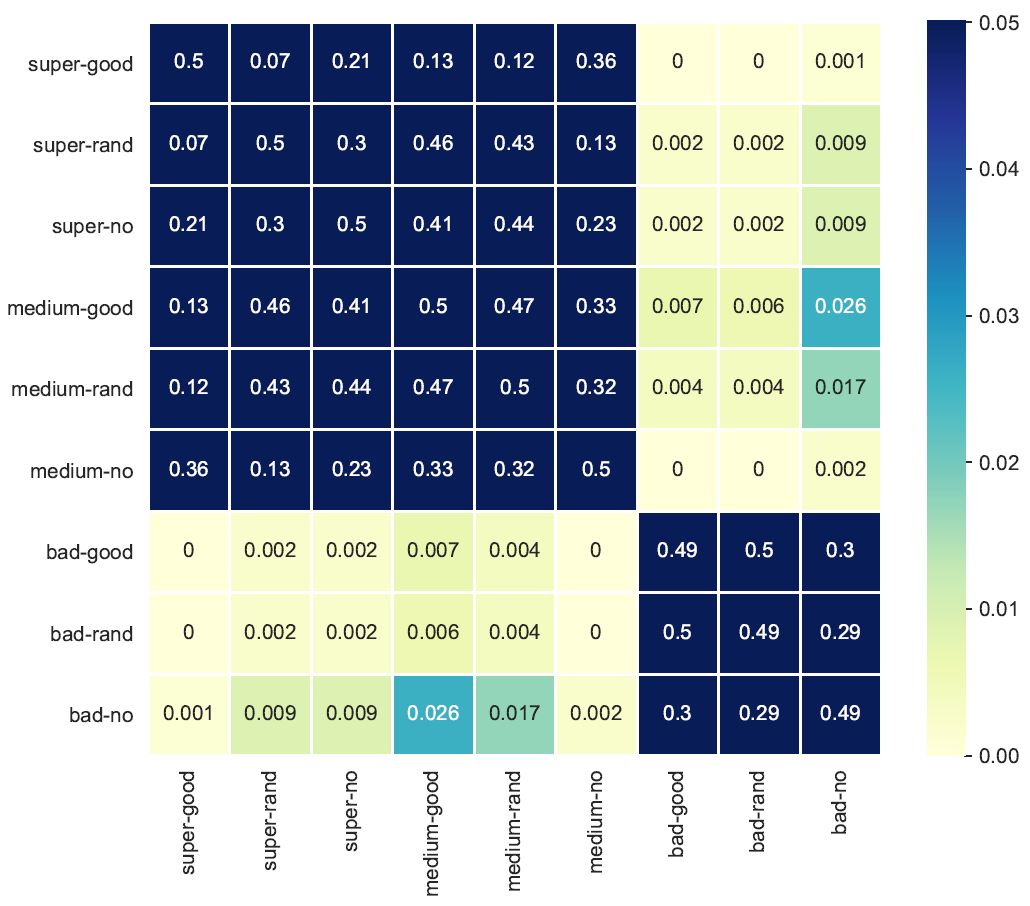 super-good 0.5 0.07 0.21 0.13 0.12 0.36 0 0 0.001
super-rand 0.07 0.5 0.3 0.46 0.43 0.13 0.002 0.002 0.009
super-no 0.21 0.3 0.5 0.41 0.44 0.23 0.002 0.002 0.009
medium-good 0.13 0.46 0.41 0.5 0.47 0.33 0.007 0.006 0.026
medium-rand 0.12 0.43 0.44 0.47 0.5 0.32 0.004 0.004 0.017
medium-no 0.36 0.13 0.23 0.33 0.32 0.5 0 0 0.002
bad-good 0 0.002 0.002 0.007 0.004 0 0.49 0.5 0.3
bad-rand 0 0.002 0.002 0.006 0.004 0 0.5 0.49 0.29
bad-no 0.001 0.009 0.009 0.026 0.017 0.002 0.3 0.29 0.49
super-good super-rand super-no medium-good medium-rand medium-no bad-good bad-rand bad-no
0.05
0.04
0.03
0.02
0.01
0.00